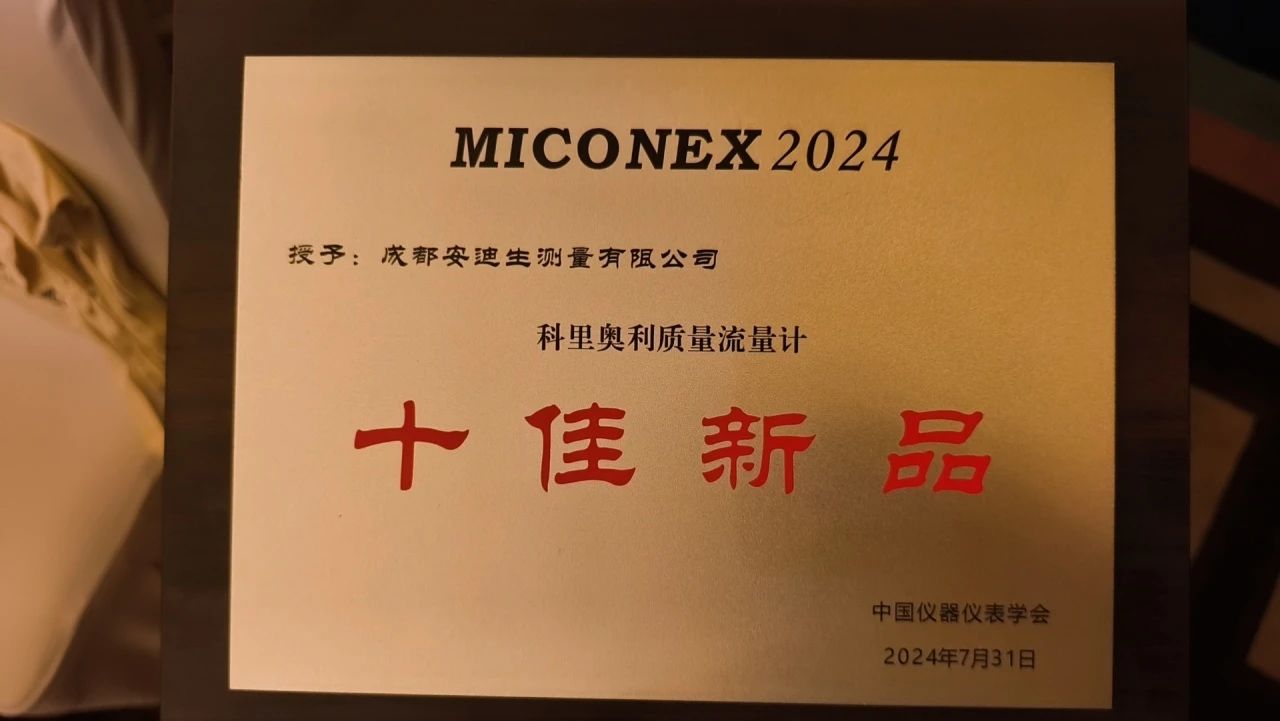 MICONEX 2024
授予：成都安迪生测量有限公司
科里奥利质量流量计
十佳新品
中国仪器仪表学会
2024年7月31日